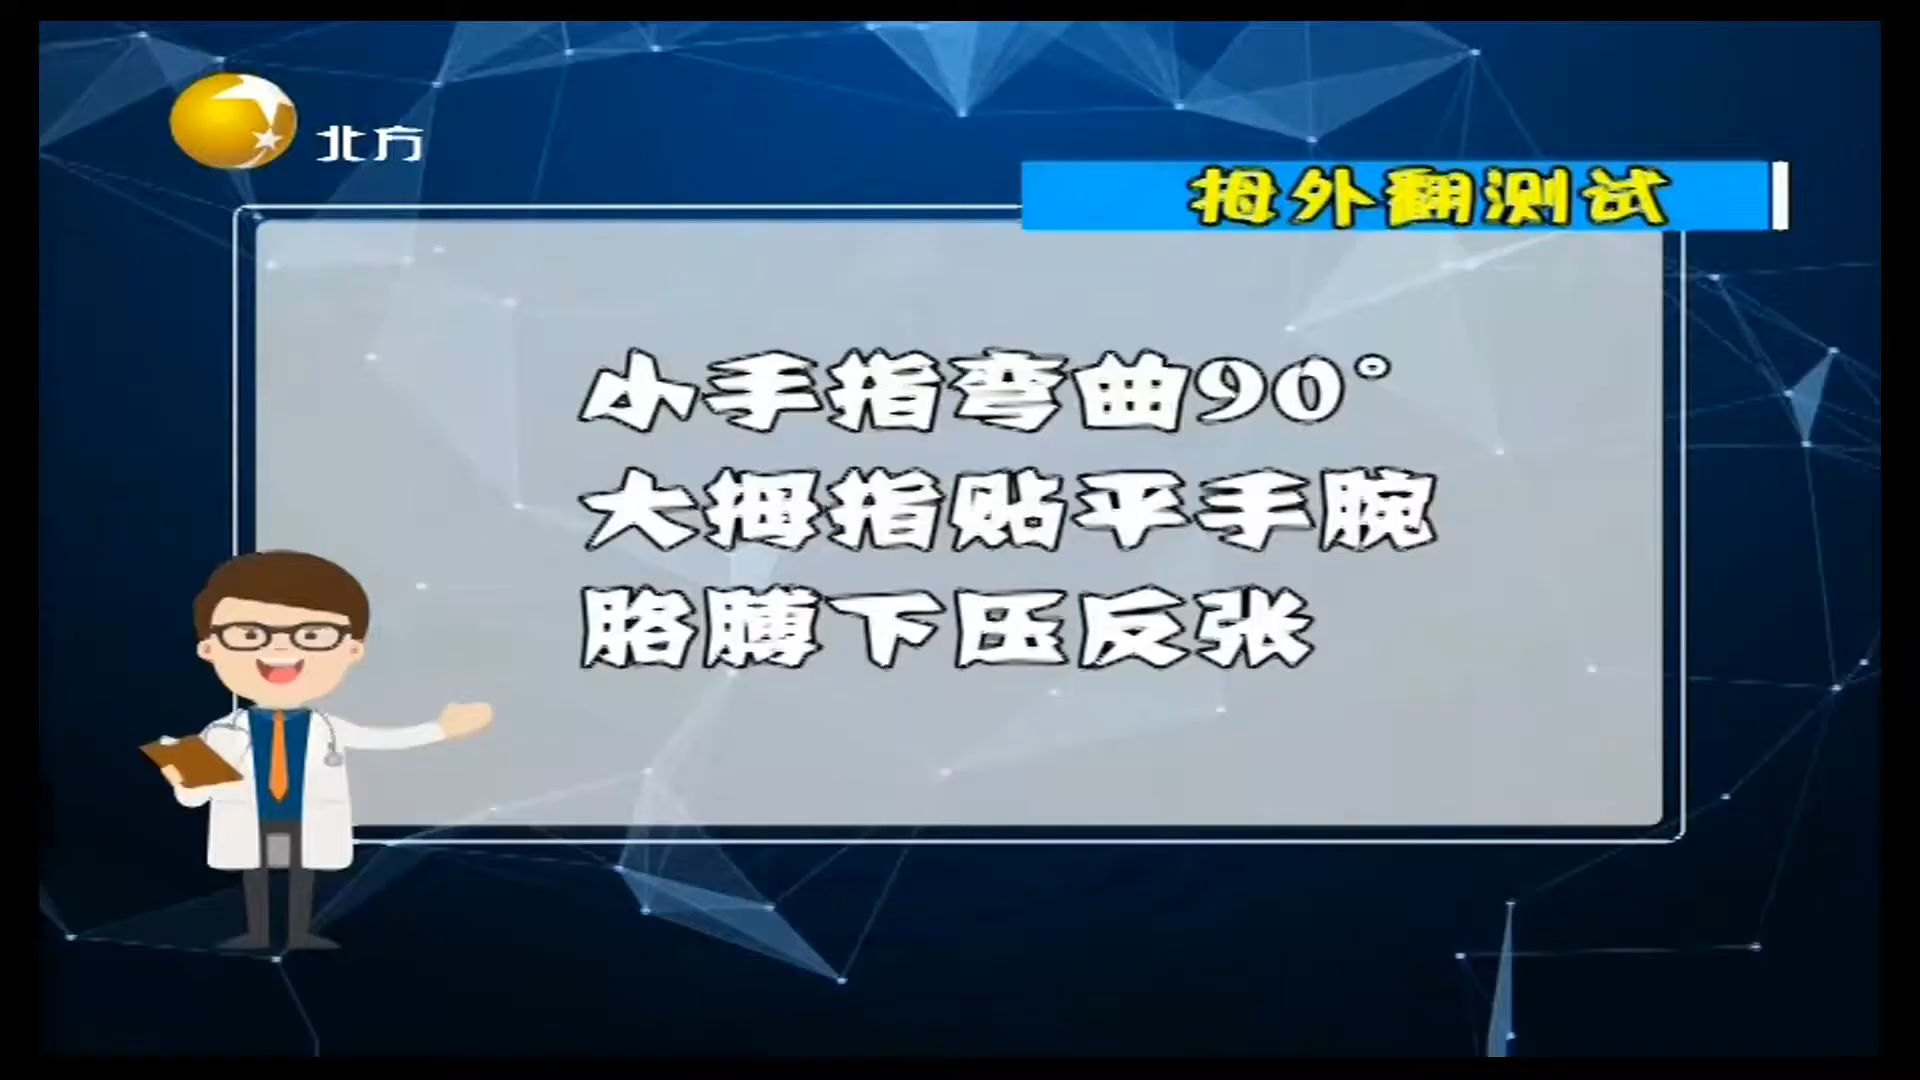 北方
拇外翻测试
小手指弯曲90°
大拇指贴平手腕
胳膊下压反张